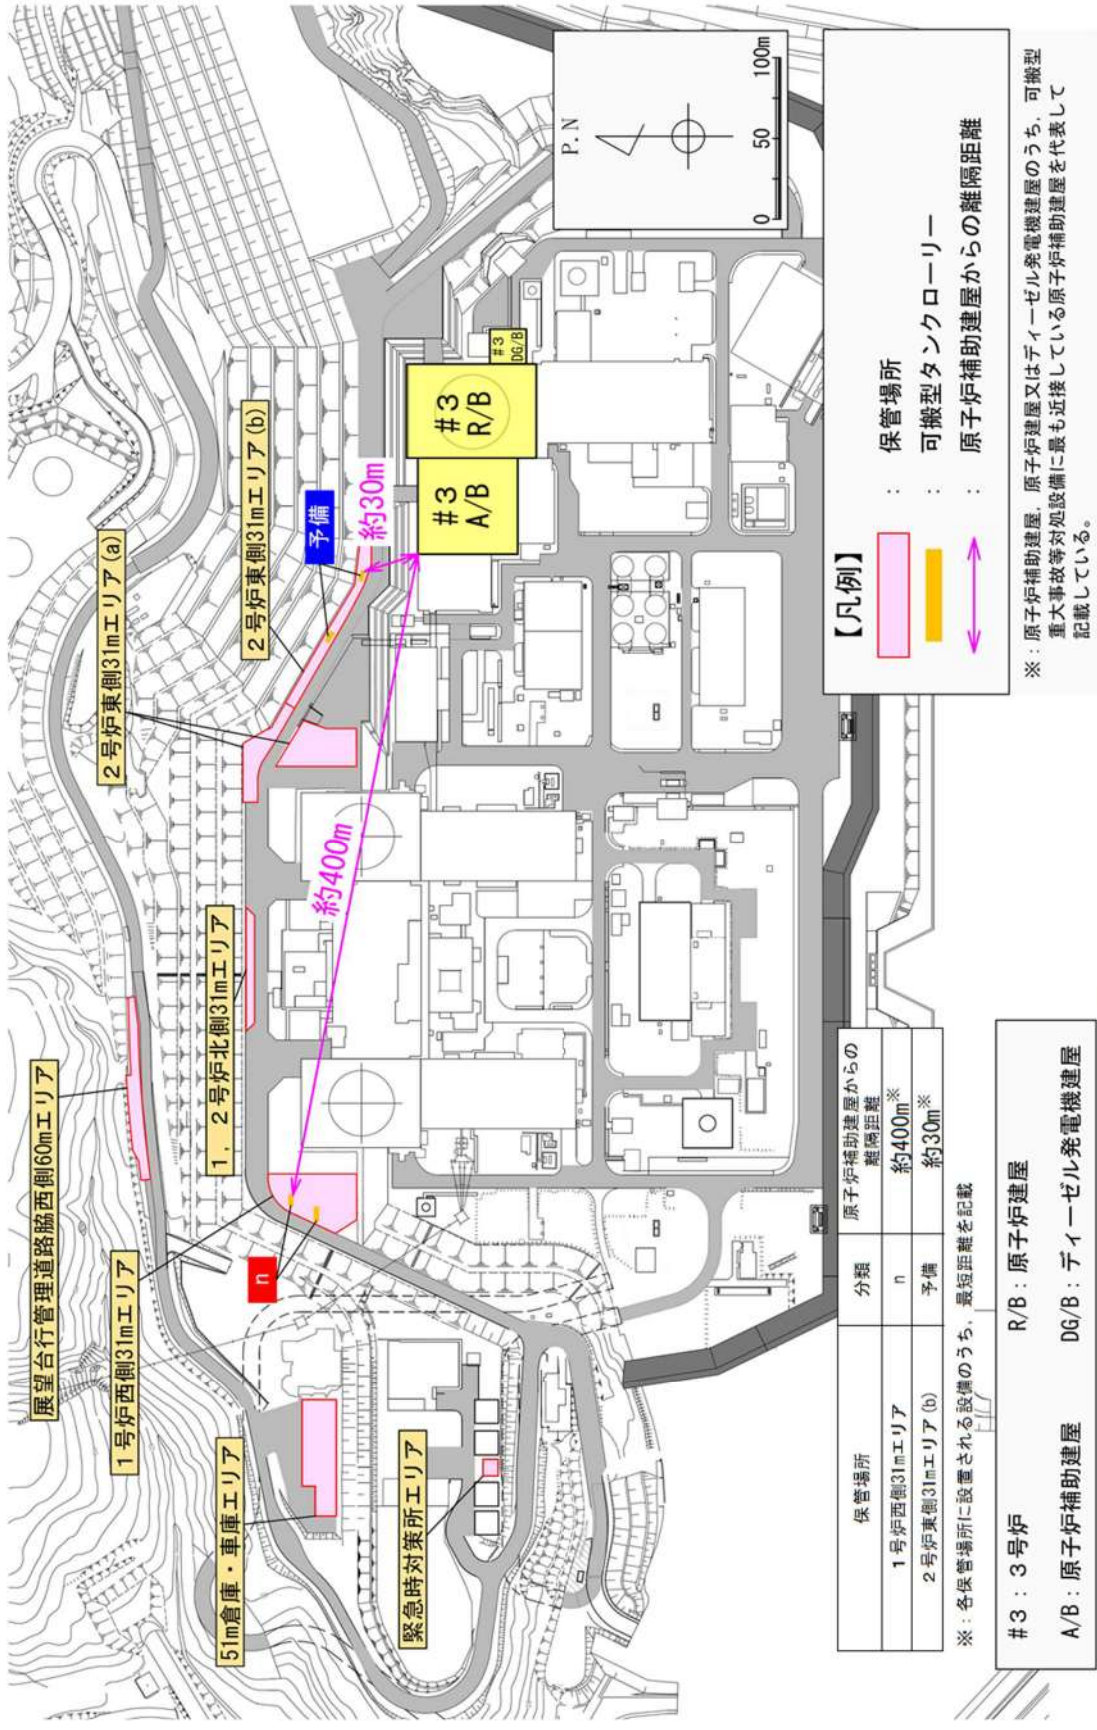 展望台行管理道路脇西側60mエリア
1号炉西側31mエリア
51m倉庫・車庫エリア
緊急時対策所エリア
1,2号炉北側31mエリア
2号炉東側31mエリア(a)
2号炉東側31mエリア(b)
n
予備
約400m
約30m
#3
A/B
#3
R/B
#3
DG/B
P.N
0 50 100m
【凡例】
: 保管場所
: 可搬型タンクローリー
: 原子炉補助建屋からの離隔距離
※:原子炉補助建屋,原子炉建屋又はディーゼル発電機建屋のうち,可搬型
重大事故等対処設備に最も近接している原子炉補助建屋を代表して
記載している。
保管場所 分類 原子炉補助建屋からの
離隔距離
1号炉西側31mエリア n 約400m※
2号炉東側31mエリア(b) 予備 約30m※
※:各保管場所に設置される設備のうち,最短距離を記載
#3:3号炉 R/B:原子炉建屋
A/B:原子炉補助建屋 DG/B:ディーゼル発電機建屋